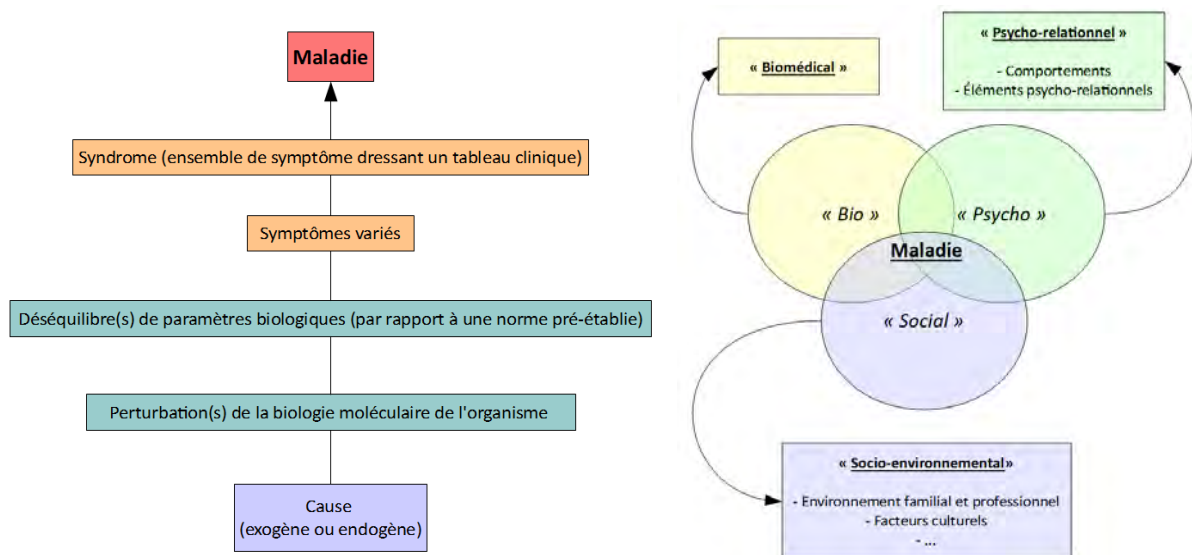 Maladie
Syndrome (ensemble de symptôme dressant un tableau clinique)
Symptômes variés
Déséquilibre(s) de paramètres biologiques (par rapport à une norme pré-établie)
Perturbation(s) de la biologie moléculaire de l'organisme
Cause
(exogène ou endogène)
« Biomédical »
« Psycho-relationnel »
- Comportements
- Éléments psycho-relationnels
« Bio »
« Psycho »
Maladie
« Social »
« Socio-environnemental»
- Environnement familial et professionnel
- Facteurs culturels
- ...